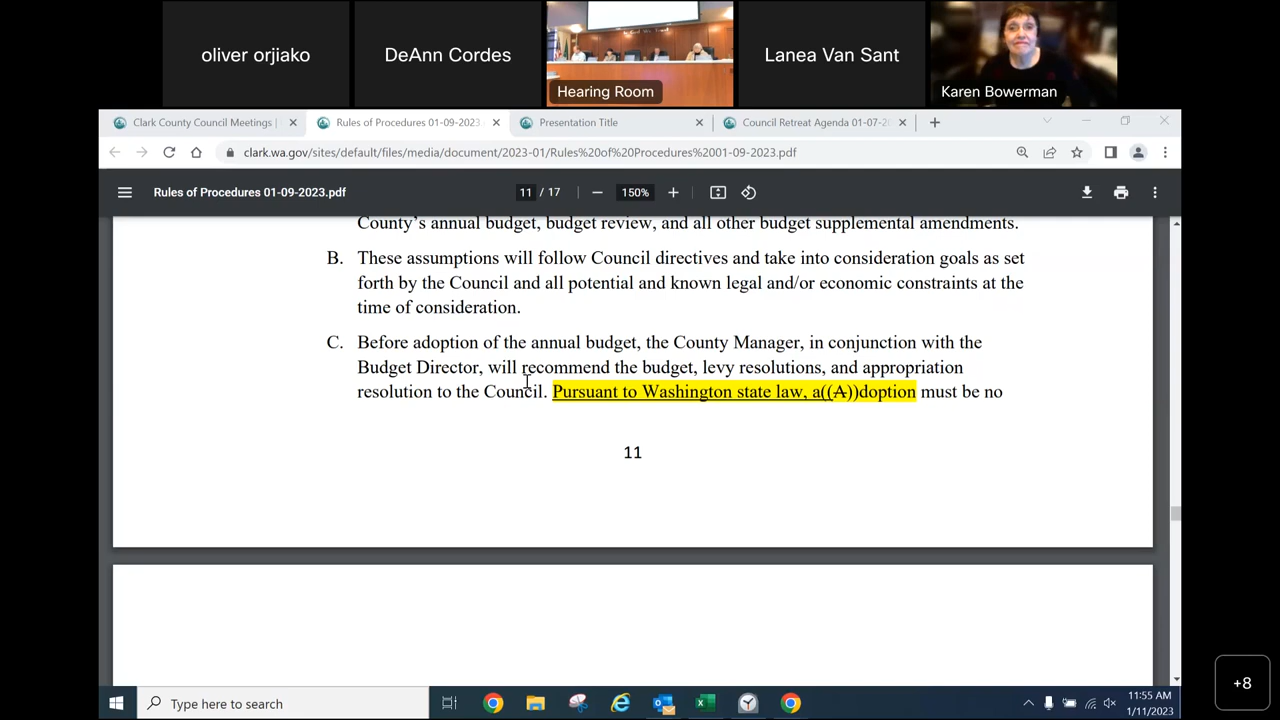 oliver orjiako
DeAnn Cordes
Hearing Room
Lanea Van Sant
Karen Bowerman
Clark County Council Meetings |
Rules of Procedures 01-09-2023
Presentation Title
Council Retreat Agenda 01-07-20
clark.wa.gov/sites/default/files/media/document/2023-01/Rules%20of%20Procedures%2001-09-2023.pdf
Rules of Procedures 01-09-2023.pdf
11 / 17
150%
County's annual budget, budget review, and all other budget supplemental amendments.
B. These assumptions will follow Council directives and take into consideration goals as set
forth by the Council and all potential and known legal and/or economic constraints at the
time of consideration.
C. Before adoption of the annual budget, the County Manager, in conjunction with the
Budget Director, will recommend the budget, levy resolutions, and appropriation
resolution to the Council. Pursuant to Washington state law, a((A))doption must be no
11
+8
Type here to search
11:55 AM
1/11/2023